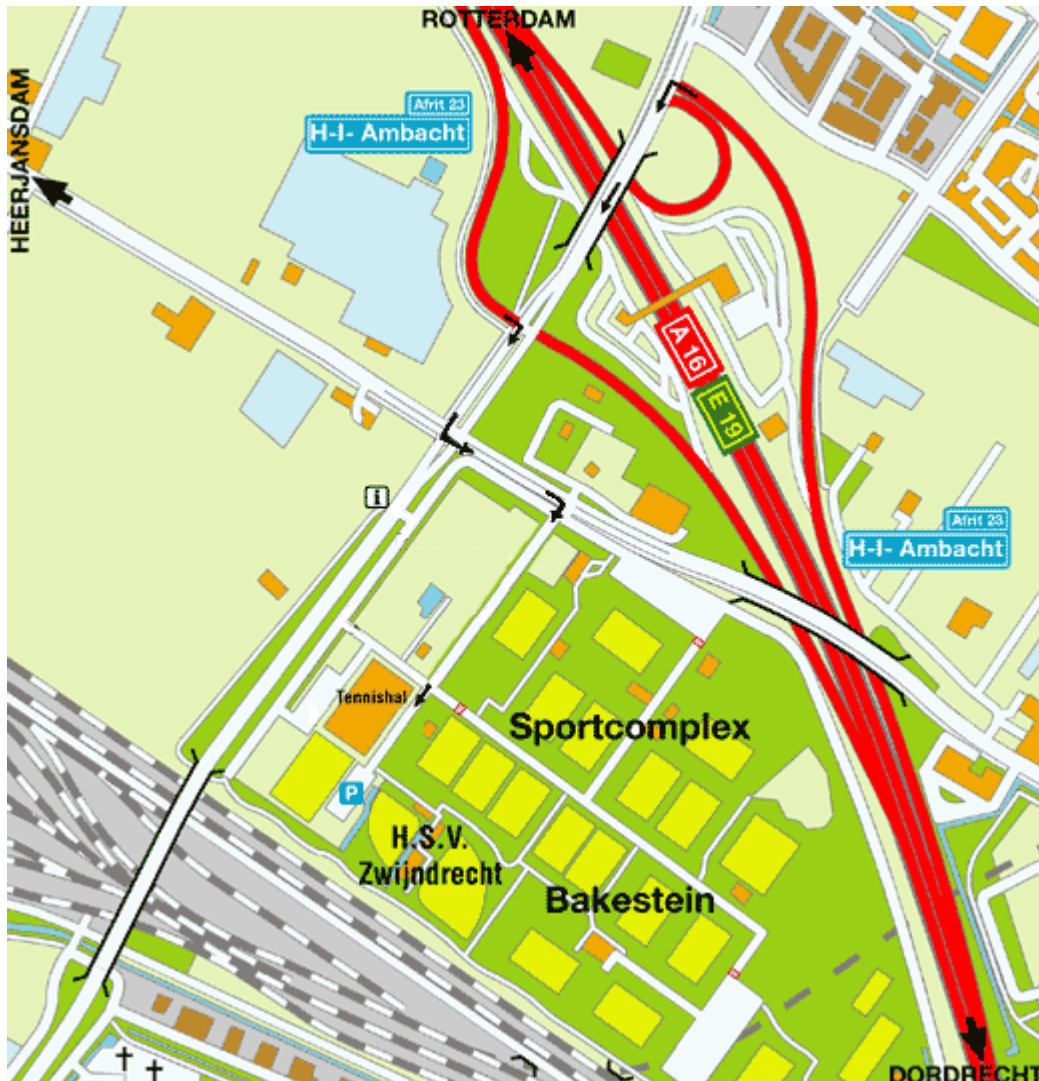 ROTTERDAM
HEERJANSDAM
Afrit 23
H-I- Ambacht
A 16
E 19
i
Afrit 23
H-I- Ambacht
Tennishal
Sportcomplex
P
H.S.V.
Zwijndrecht
Bakestein
DORDRECHT